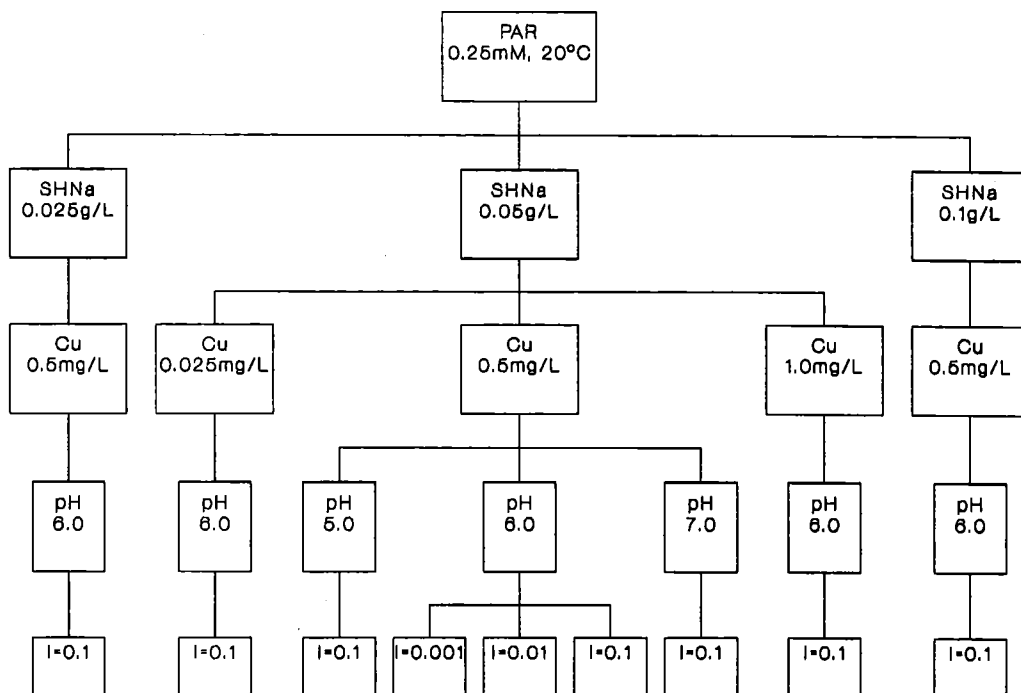 PAR
0.25mM, 20°C
SHNa
0.025g/L
SHNa
0.05g/L
SHNa
0.1g/L
Cu
0.5mg/L
Cu
0.025mg/L
Cu
0.5mg/L
Cu
1.0mg/L
Cu
0.5mg/L
pH
6.0
pH
6.0
pH
5.0
pH
6.0
pH
7.0
pH
6.0
pH
6.0
I=0.1
I=0.1
I=0.1
I=0.001
I=0.01
I=0.1
I=0.1
I=0.1
I=0.1